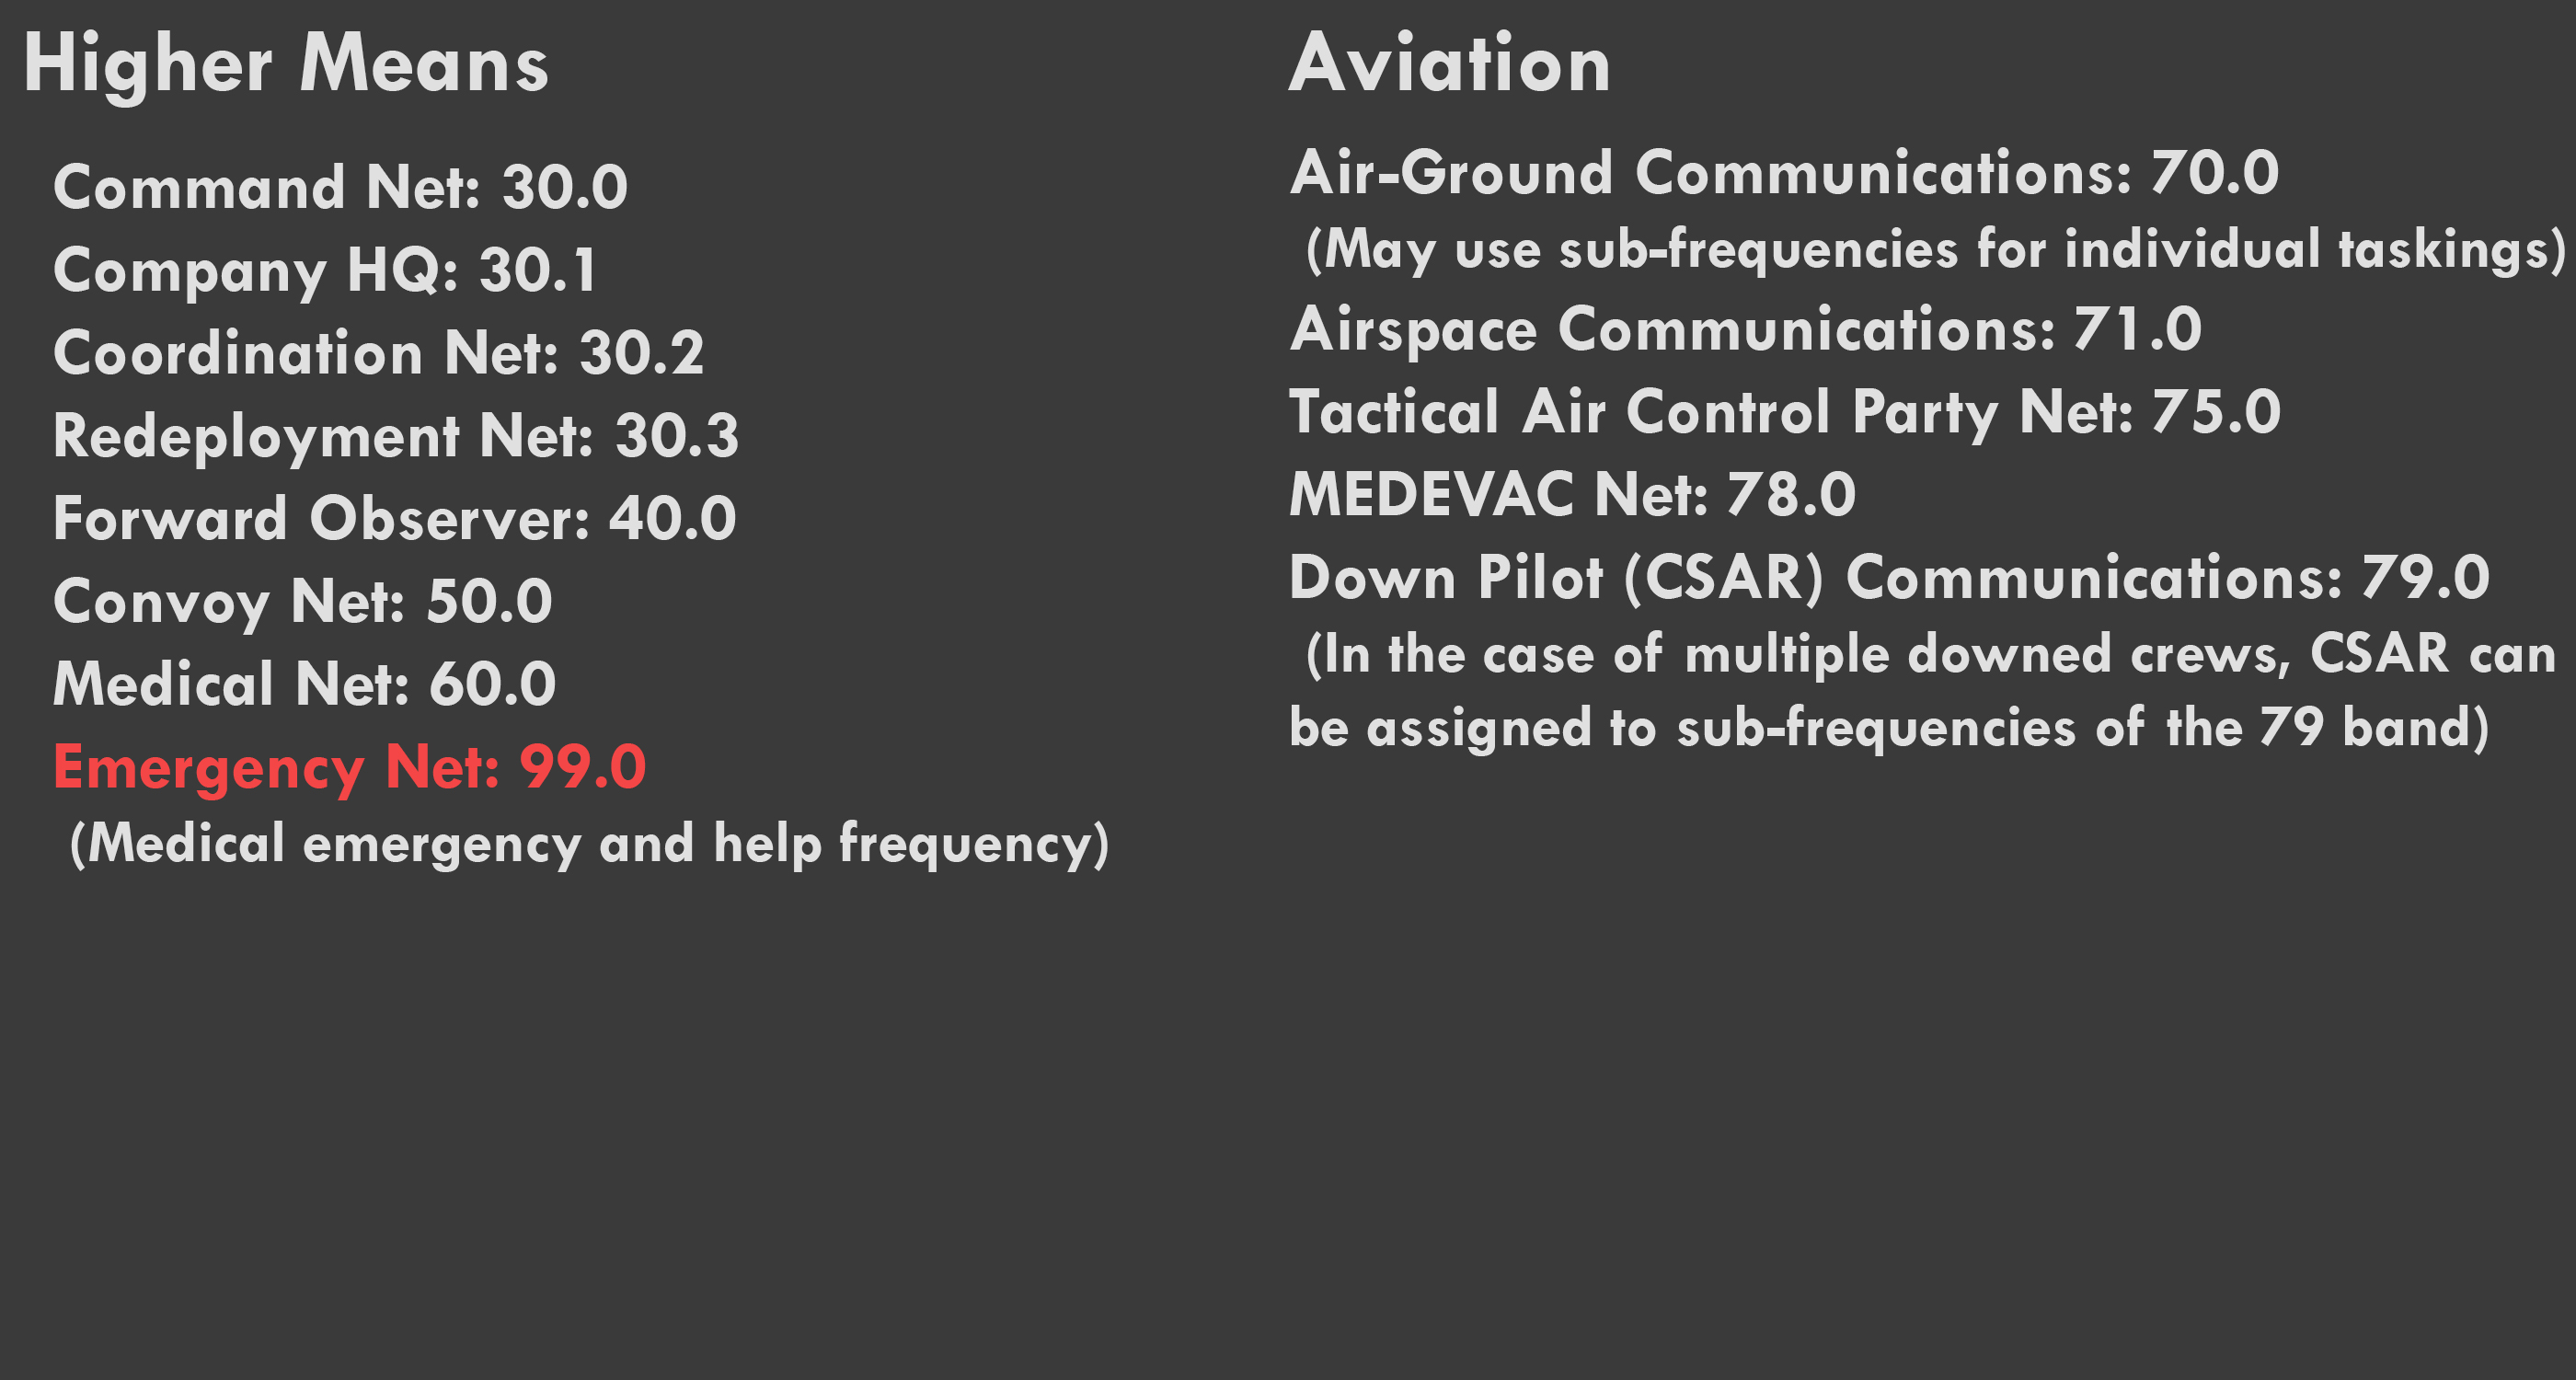 Higher Means
Command Net: 30.0
Company HQ: 30.1
Coordination Net: 30.2
Redeployment Net: 30.3
Forward Observer: 40.0
Convoy Net: 50.0
Medical Net: 60.0
Emergency Net: 99.0
(Medical emergency and help frequency)
Aviation
Air-Ground Communications: 70.0
(May use sub-frequencies for individual taskings)
Airspace Communications: 71.0
Tactical Air Control Party Net: 75.0
MEDEVAC Net: 78.0
Down Pilot (CSAR) Communications: 79.0
(In the case of multiple downed crews, CSAR can
be assigned to sub-frequencies of the 79 band)